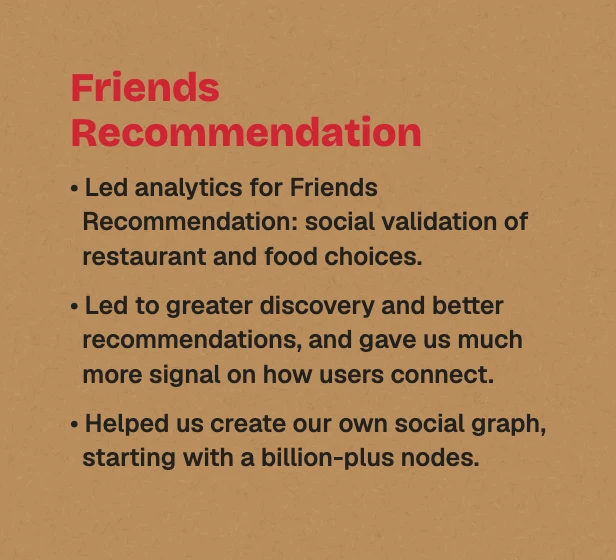 Friends
Recommendation
• Led analytics for Friends
Recommendation: social validation of
restaurant and food choices.
• Led to greater discovery and better
recommendations, and gave us much
more signal on how users connect.
• Helped us create our own social graph,
starting with a billion-plus nodes.